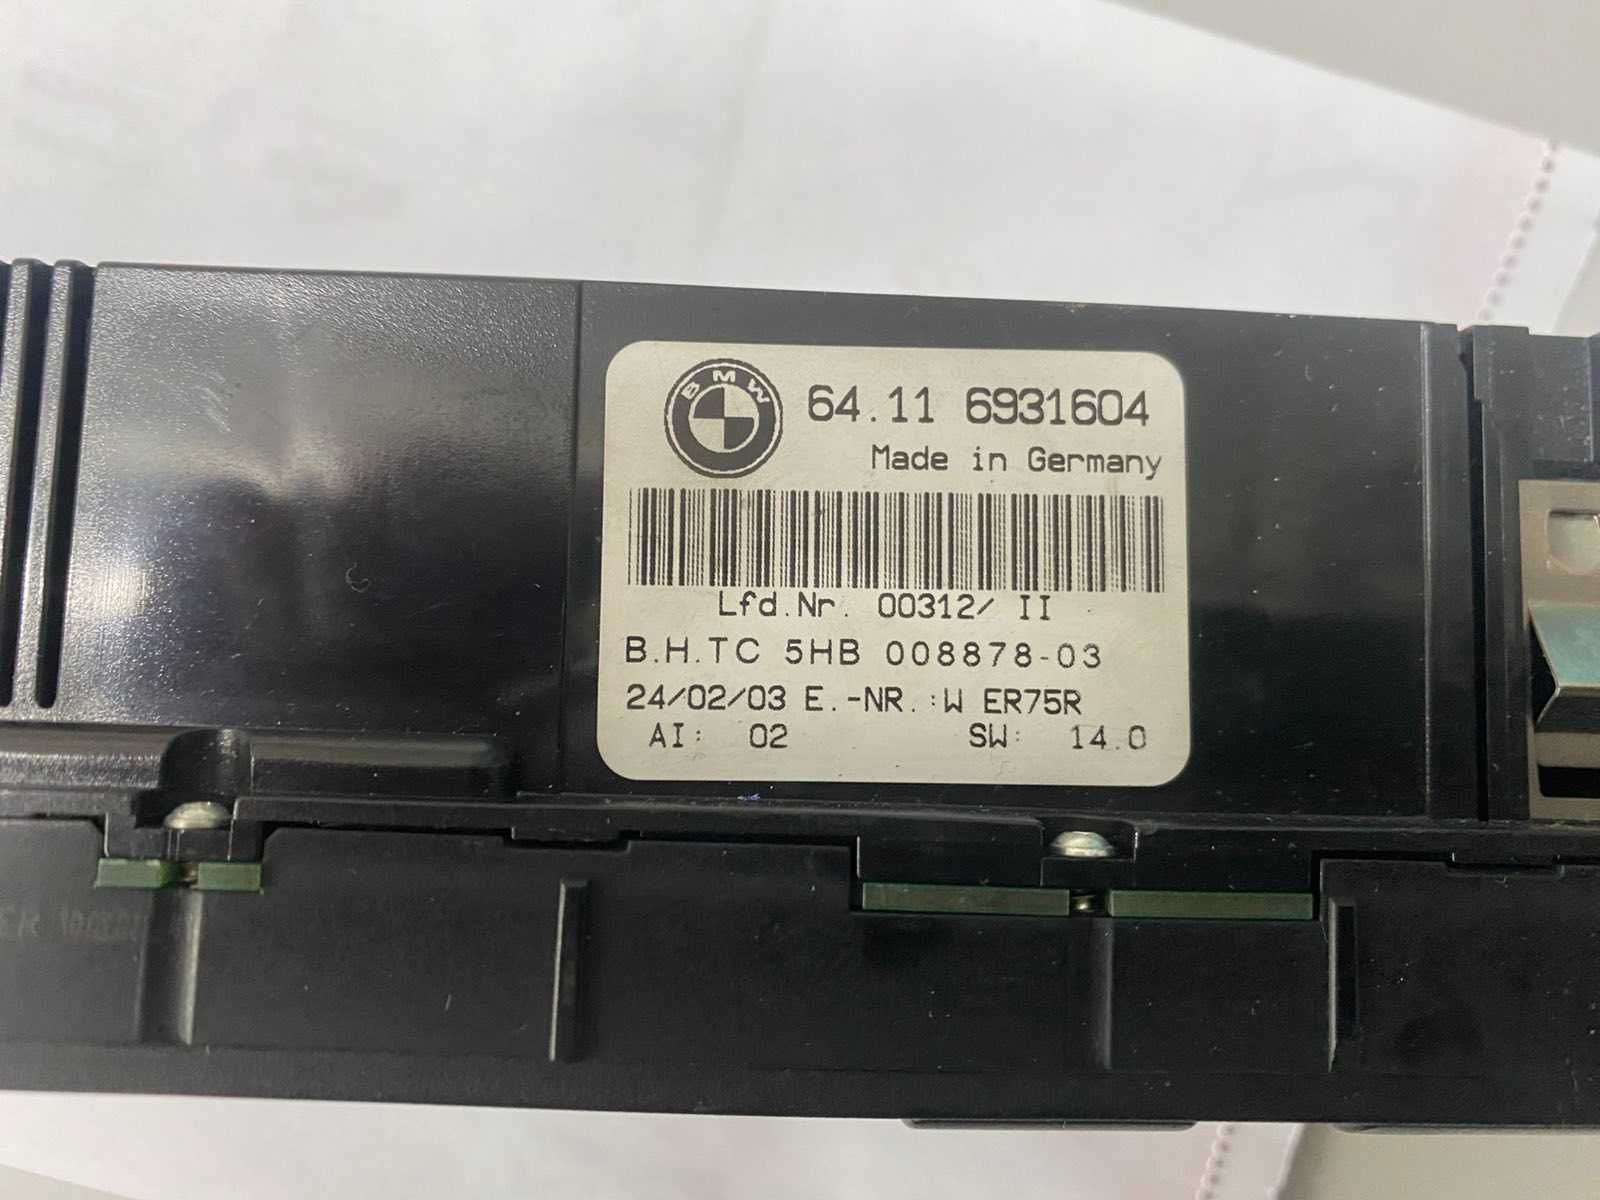 BMW
64.11 6931604
Made in Germany
Lfd.Nr. 00312/ II
B.H.TC 5HB 008878-03
24/02/03 E.-NR.:W ER75R
AI: 02 SW: 14.0